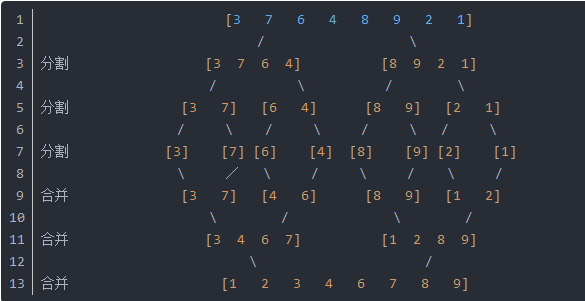 1 [3 7 6 4 8 9 2 1]
2 / \
3 分割 [3 7 6 4] [8 9 2 1]
4 / \ / \
5 分割 [3 7] [6 4] [8 9] [2 1]
6 / \ / \ / \ / \
7 分割 [3] [7] [6] [4] [8] [9] [2] [1]
8 \ ／ \ / \ / \ /
9 合并 [3 7] [4 6] [8 9] [1 2]
10 \ / \ /
11 合并 [3 4 6 7] [1 2 8 9]
12 \ /
13 合并 [1 2 3 4 6 7 8 9]